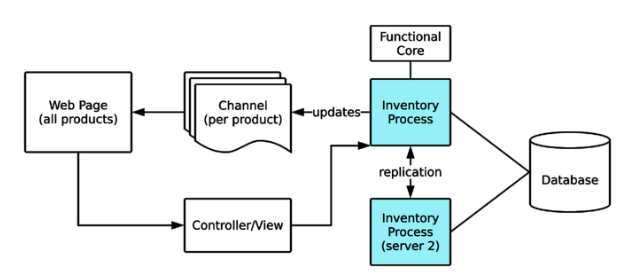 Functional
Core
Web Page
(all products)
Channel
(per product)
updates
Inventory
Process
replication
Database
Controller/View
Inventory
Process
(server 2)